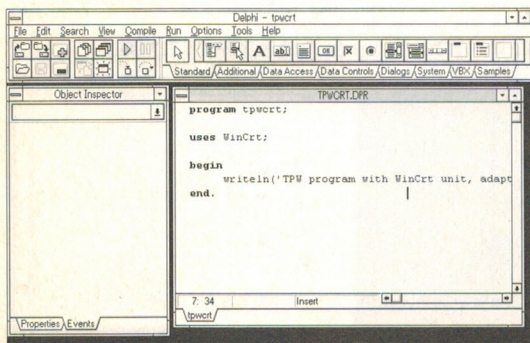 Delphi - tpwcrt
File Edit Search View Compile Run Options Tools Help
A ab] OK
Standard Additional Data Access Data Controls Dialogs System VBX Samples
Object Inspector
TPWCRT.DPR
program tpwcrt;
uses WinCrt;
begin
writeln('TPW program with WinCrt unit, adapt
end.
7: 34 Insert
tpwcrt
Properties Events